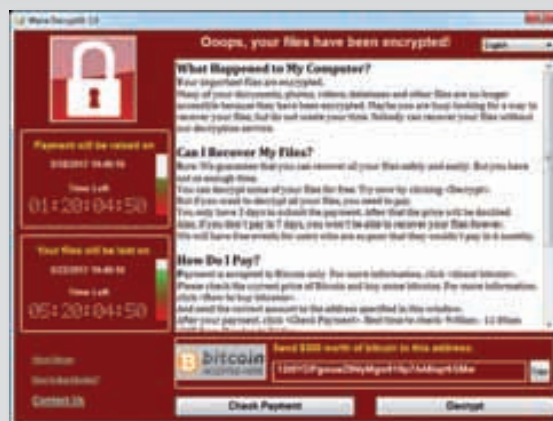 Wana Decrypt0r 2.0
Ooops, your files have been encrypted!
English
What Happened to My Computer?
Your important files are encrypted.
Many of your documents, photos, videos, databases and other files are no longer
accessible because they have been encrypted. Maybe you are busy looking for a way to
recover your files, but do not waste your time. Nobody can recover your files without
our decryption service.
Can I Recover My Files?
Sure. We guarantee that you can recover all your files safely and easily. But you have
not so enough time.
You can decrypt some of your files for free. Try now by clicking <Decrypt>.
But if you want to decrypt all your files, you need to pay.
You only have 3 days to submit the payment. After that the price will be doubled.
Also, if you don't pay in 7 days, you won't be able to recover your files forever.
We will have free events for users who are so poor that they couldn't pay in 6 months.
How Do I Pay?
Payment is accepted in Bitcoin only. For more information, click <About bitcoin>.
Please check the current price of Bitcoin and buy some bitcoins. For more information,
click <How to buy bitcoins>.
And send the correct amount to the address specified in this window.
After your payment, click <Check Payment>. Best time to check:
Payment will be raised on
Time Left
01:20:04:50
Your files will be lost on
Time Left
05:20:04:50
About bitcoin
How to buy bitcoins?
Contact Us
bitcoin
ACCEPTED HERE
Send $300 worth of bitcoin to this address:
Copy
Check Payment
Decrypt